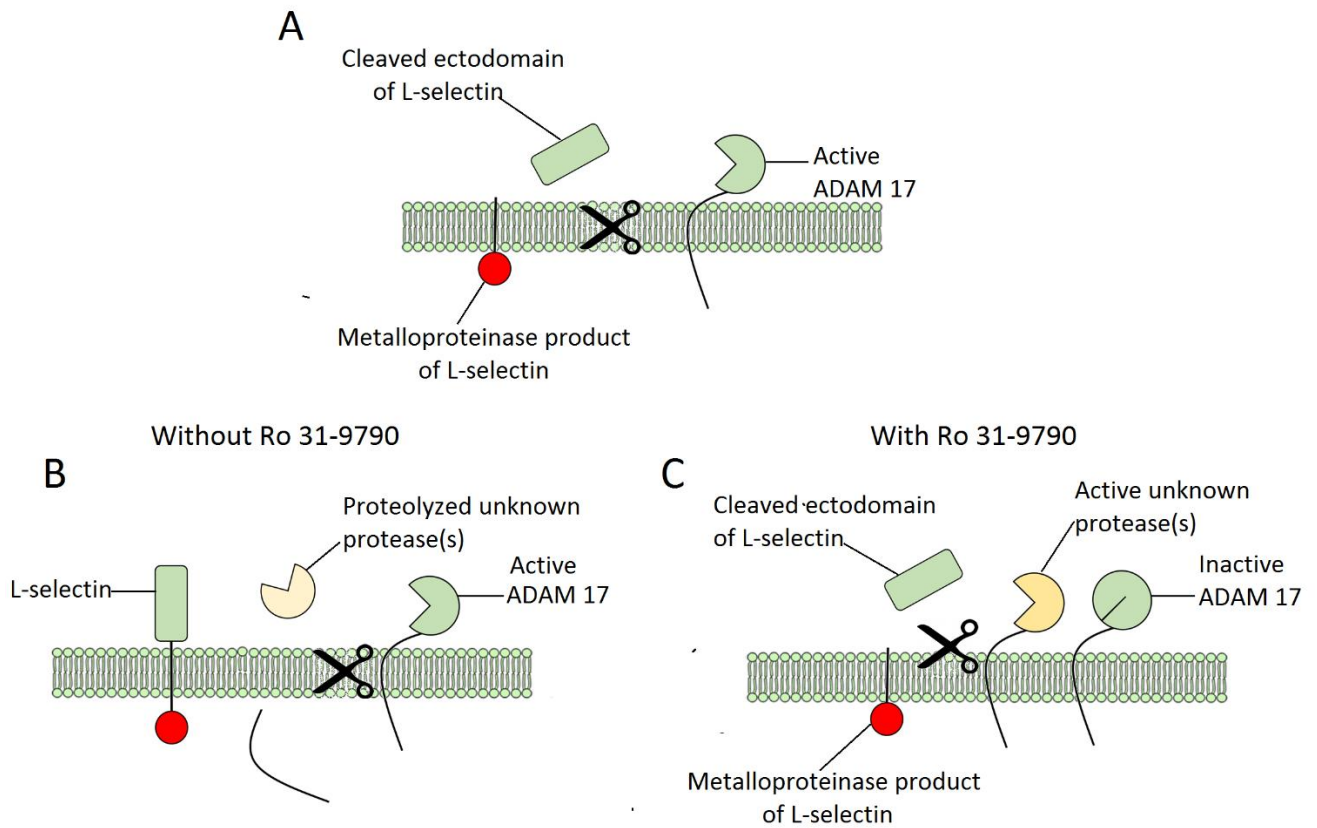 A
Cleaved ectodomain
of L-selectin
Active
ADAM 17
Metalloproteinase product
of L-selectin
Without Ro 31-9790
B
Proteolyzed unknown
protease(s)
L-selectin
Active
ADAM 17
With Ro 31-9790
C
Cleaved ectodomain
of L-selectin
Active unknown
protease(s)
Inactive
ADAM 17
Metalloproteinase product
of L-selectin